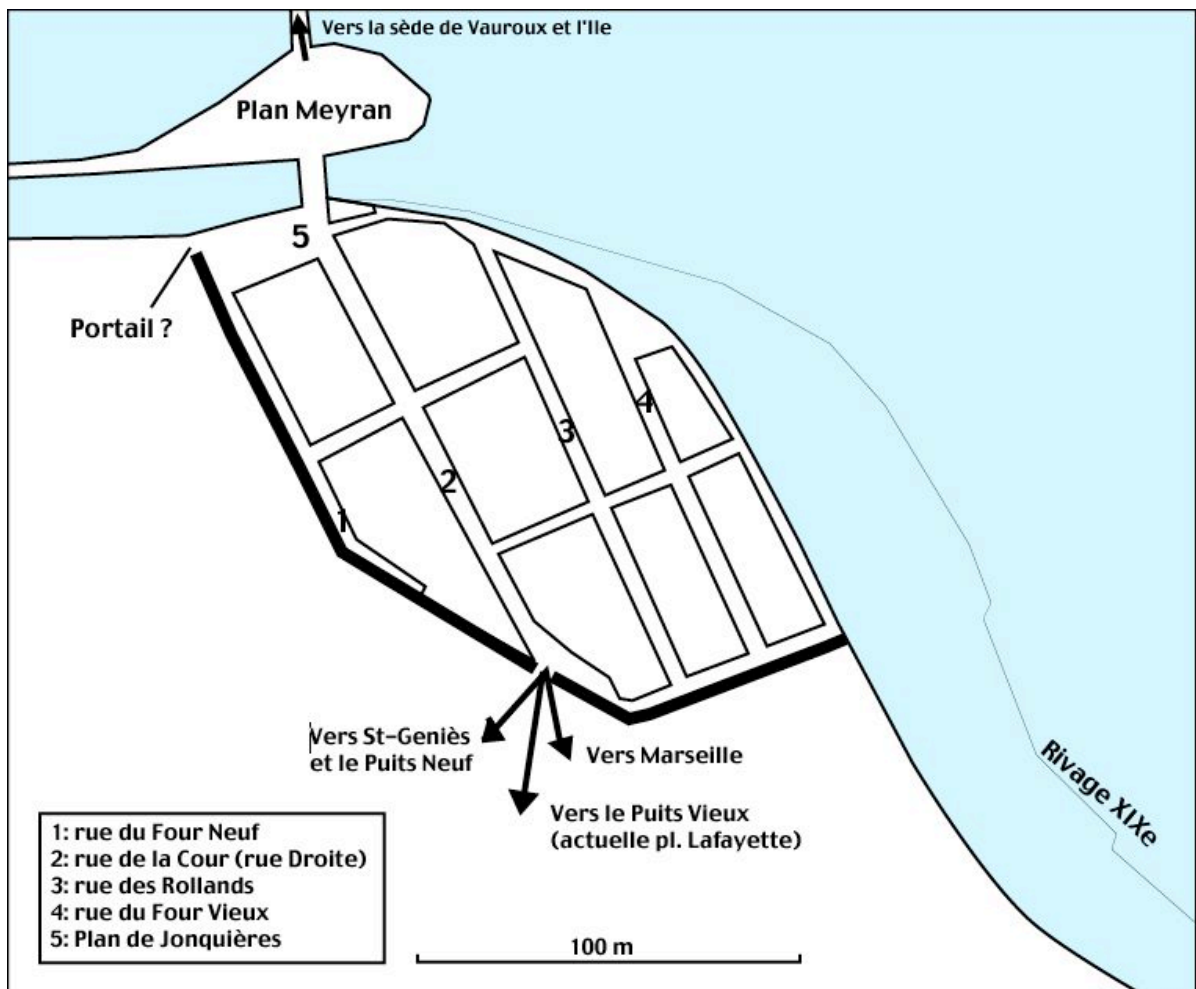 Vers la sède de Vauroux et l'Ile
Plan Meyran
5
Portail ?
4
3
2
1
Vers St-Geniès
et le Puits Neuf
Vers Marseille
Vers le Puits Vieux
(actuelle pl. Lafayette)
Rivage XIXe
1: rue du Four Neuf
2: rue de la Cour (rue Droite)
3: rue des Rollands
4: rue du Four Vieux
5: Plan de Jonquières
100 m